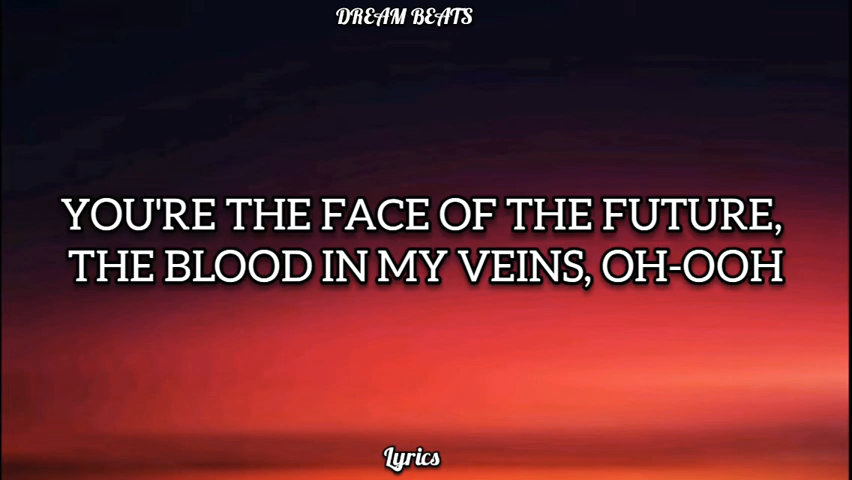 DREAM BEATS
YOU'RE THE FACE OF THE FUTURE,
THE BLOOD IN MY VEINS, OH-OOH
Lyrics